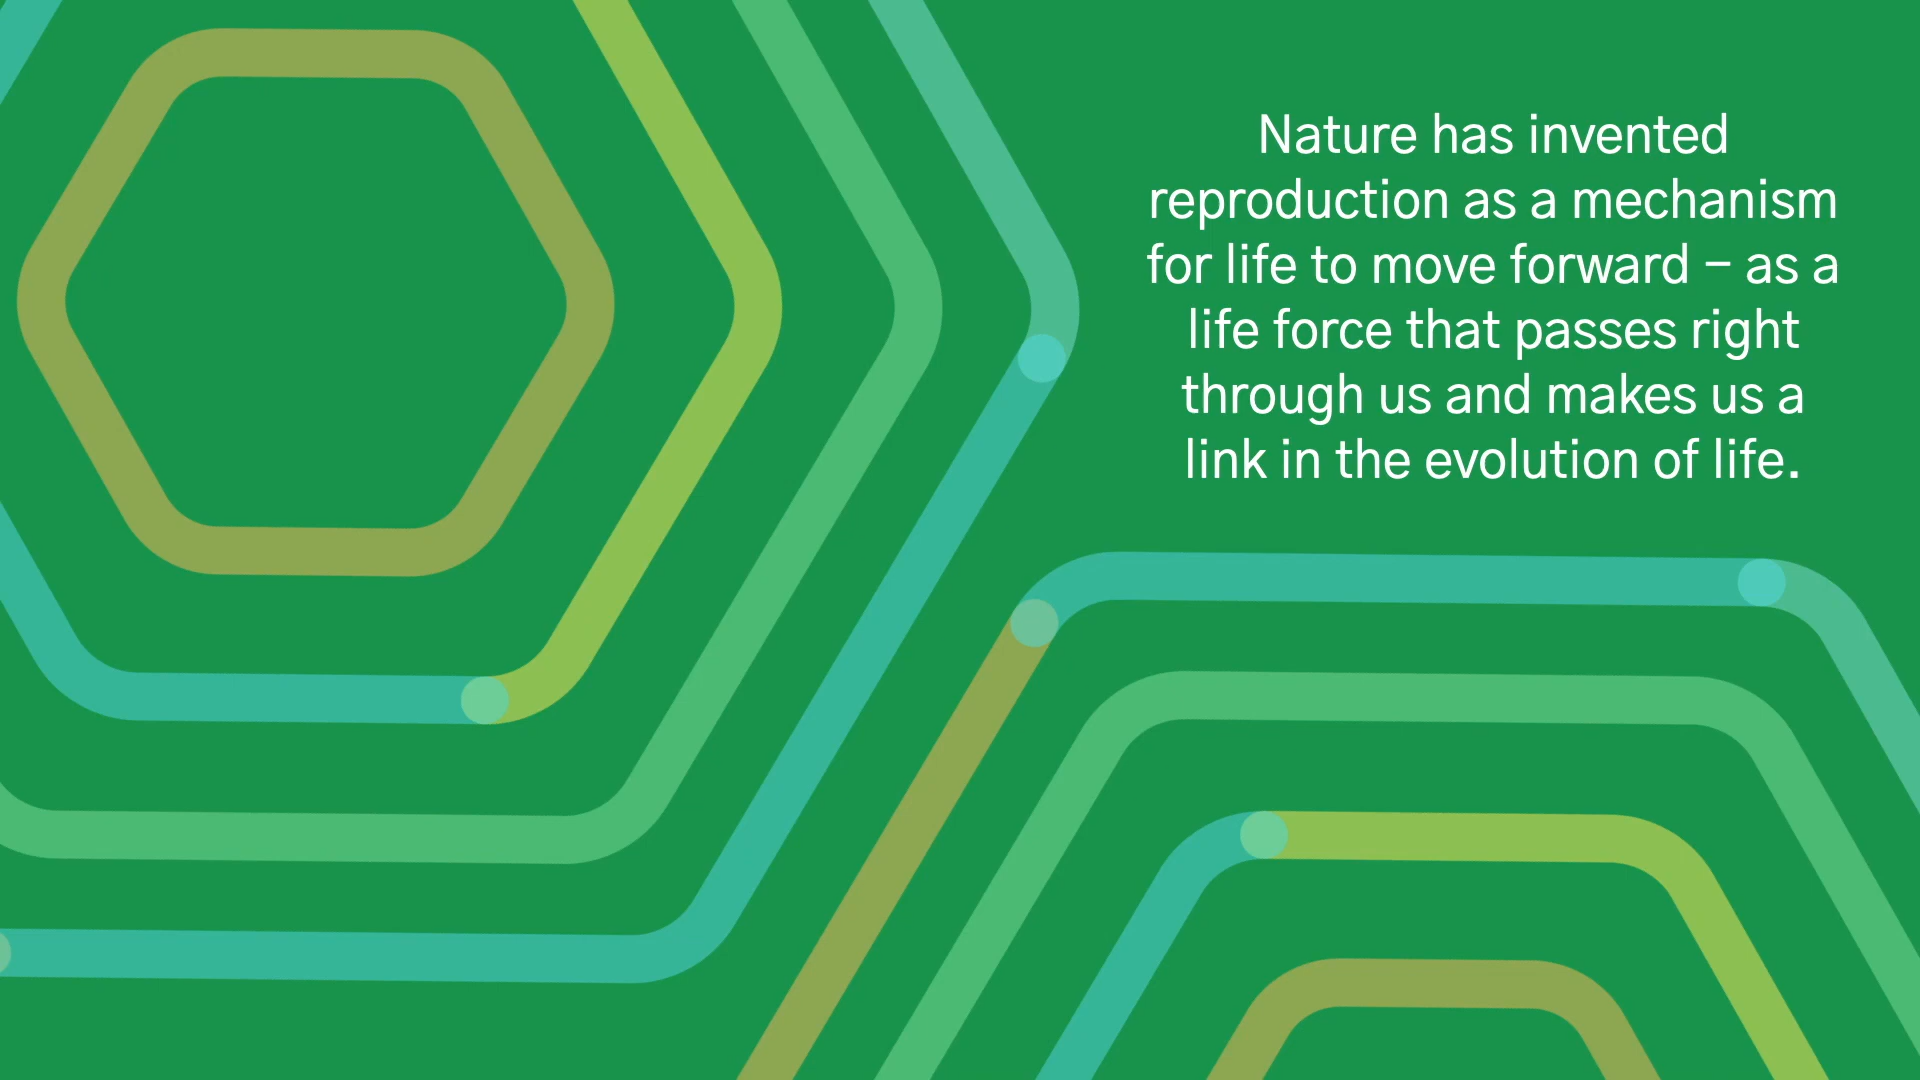 Nature has invented
reproduction as a mechanism
for life to move forward – as a
life force that passes right
through us and makes us a
link in the evolution of life.